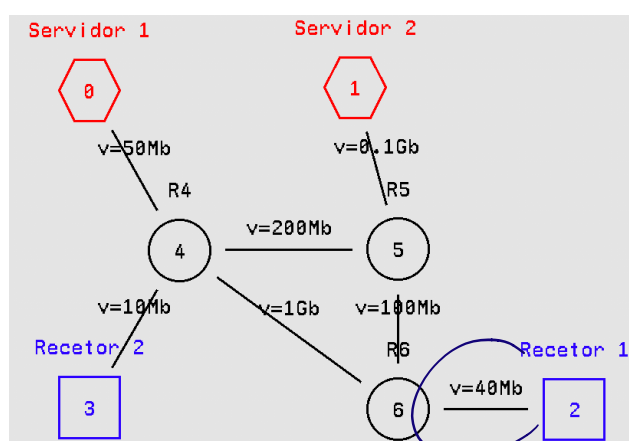 Servidor 1
Servidor 2
0
1
v=50Mb
v=0.1Gb
R4
R5
4
v=200Mb
5
v=10Mb
v=1Gb
v=100Mb
Recetor 2
R6
Recetor 1
3
6
v=40Mb
2